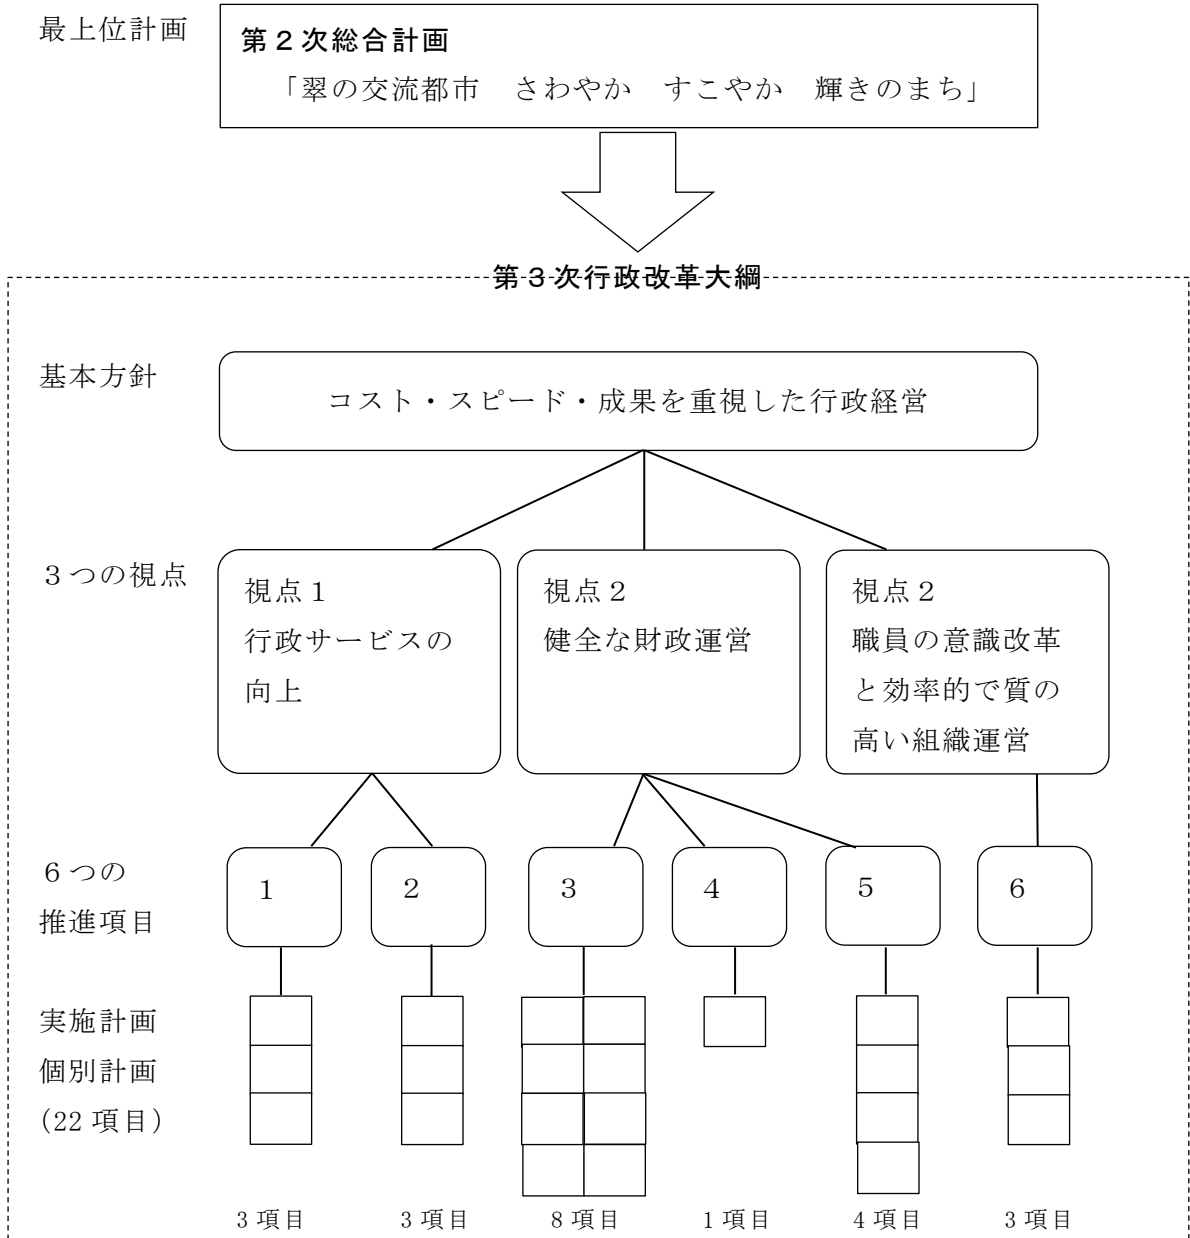 最上位計画
第2次総合計画
「翠の交流都市　さわやか　すこやか　輝きのまち」
第3次行政改革大綱
基本方針
コスト・スピード・成果を重視した行政経営
3つの視点
視点1
行政サービスの
向上
視点2
健全な財政運営
視点2
職員の意識改革
と効率的で質の
高い組織運営
6つの
推進項目
1
2
3
4
5
6
実施計画
個別計画
(22項目)
3項目
3項目
8項目
1項目
4項目
3項目